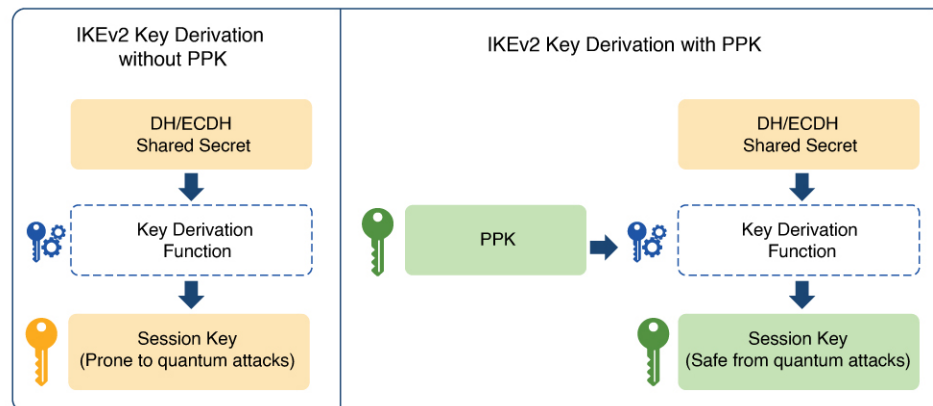 IKEv2 Key Derivation
without PPK
DH/ECDH
Shared Secret
Key Derivation
Function
Session Key
(Prone to quantum attacks)
IKEv2 Key Derivation with PPK
DH/ECDH
Shared Secret
PPK
Key Derivation
Function
Session Key
(Safe from quantum attacks)